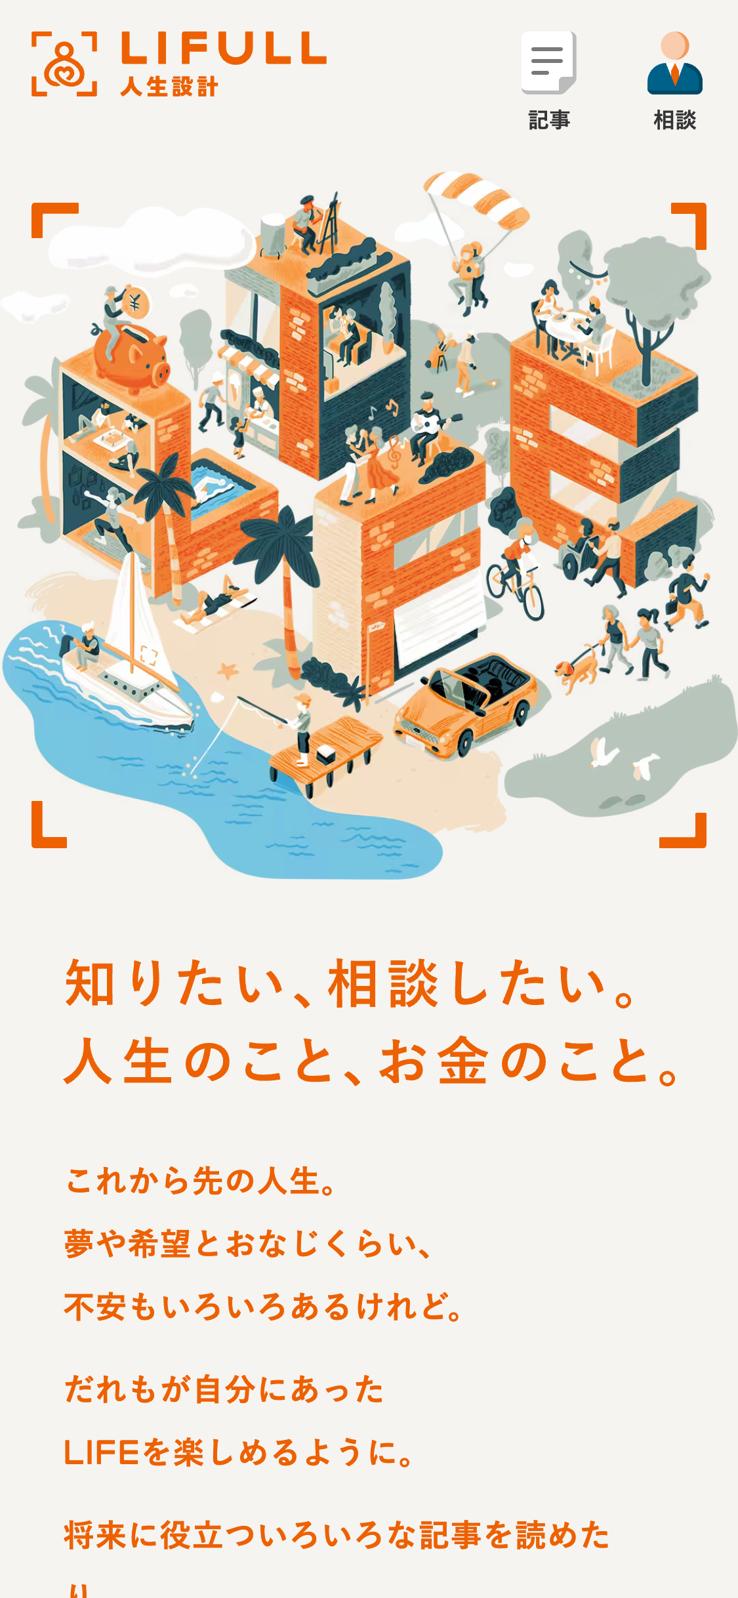 LIFULL
人生設計
記事
相談
¥
知りたい、相談したい。
人生のこと、お金のこと。
これから先の人生。
夢や希望とおなじくらい、
不安もいろいろあるけれど。
だれもが自分にあった
LIFEを楽しめるように。
将来に役立ついろいろな記事を読めた
り